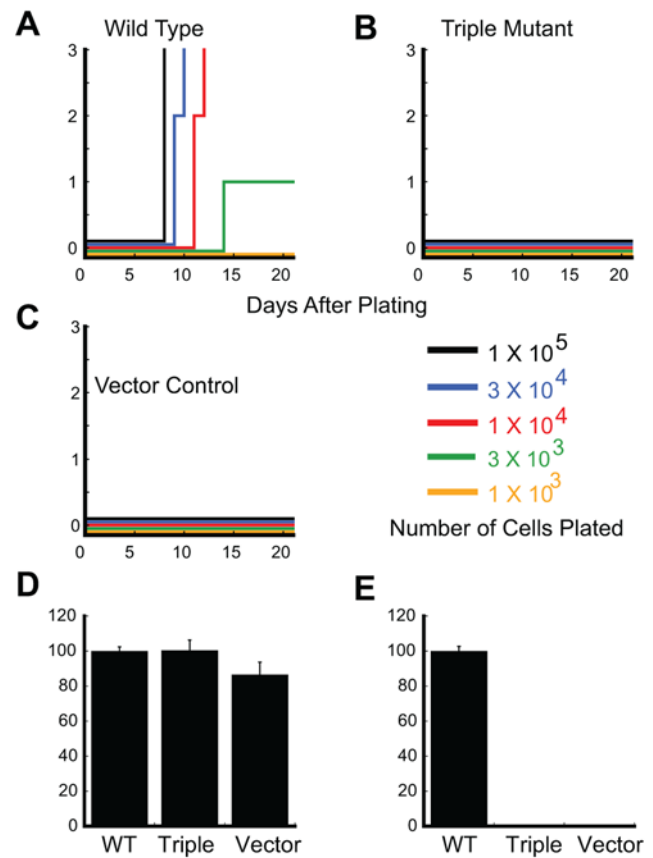 A
Wild Type
3
2
1
0
0 5 10 15 20
B
Triple Mutant
3
2
1
0
0 5 10 15 20
Days After Plating
C
Vector Control
3
2
1
0
0 5 10 15 20
1 X 10^5
3 X 10^4
1 X 10^4
3 X 10^3
1 X 10^3
Number of Cells Plated
D
120
100
80
60
40
20
0
WT Triple Vector
E
120
100
80
60
40
20
0
WT Triple Vector